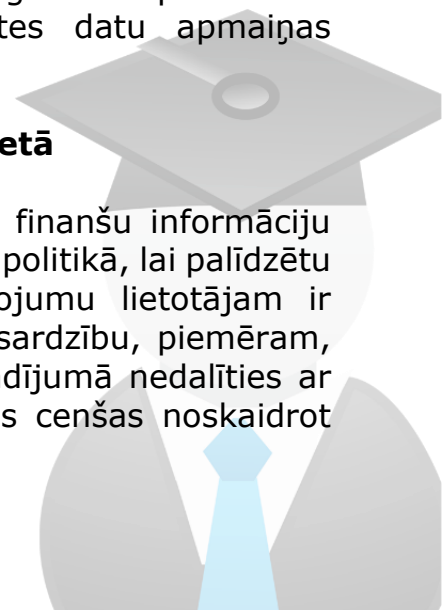 tes datu apmaiņas
etā
finanšu informāciju
politikā, lai palīdzētu
ojumu lietotājam ir
sardzību, piemēram,
dījumā nedalīties ar
s cenšas noskaidrot